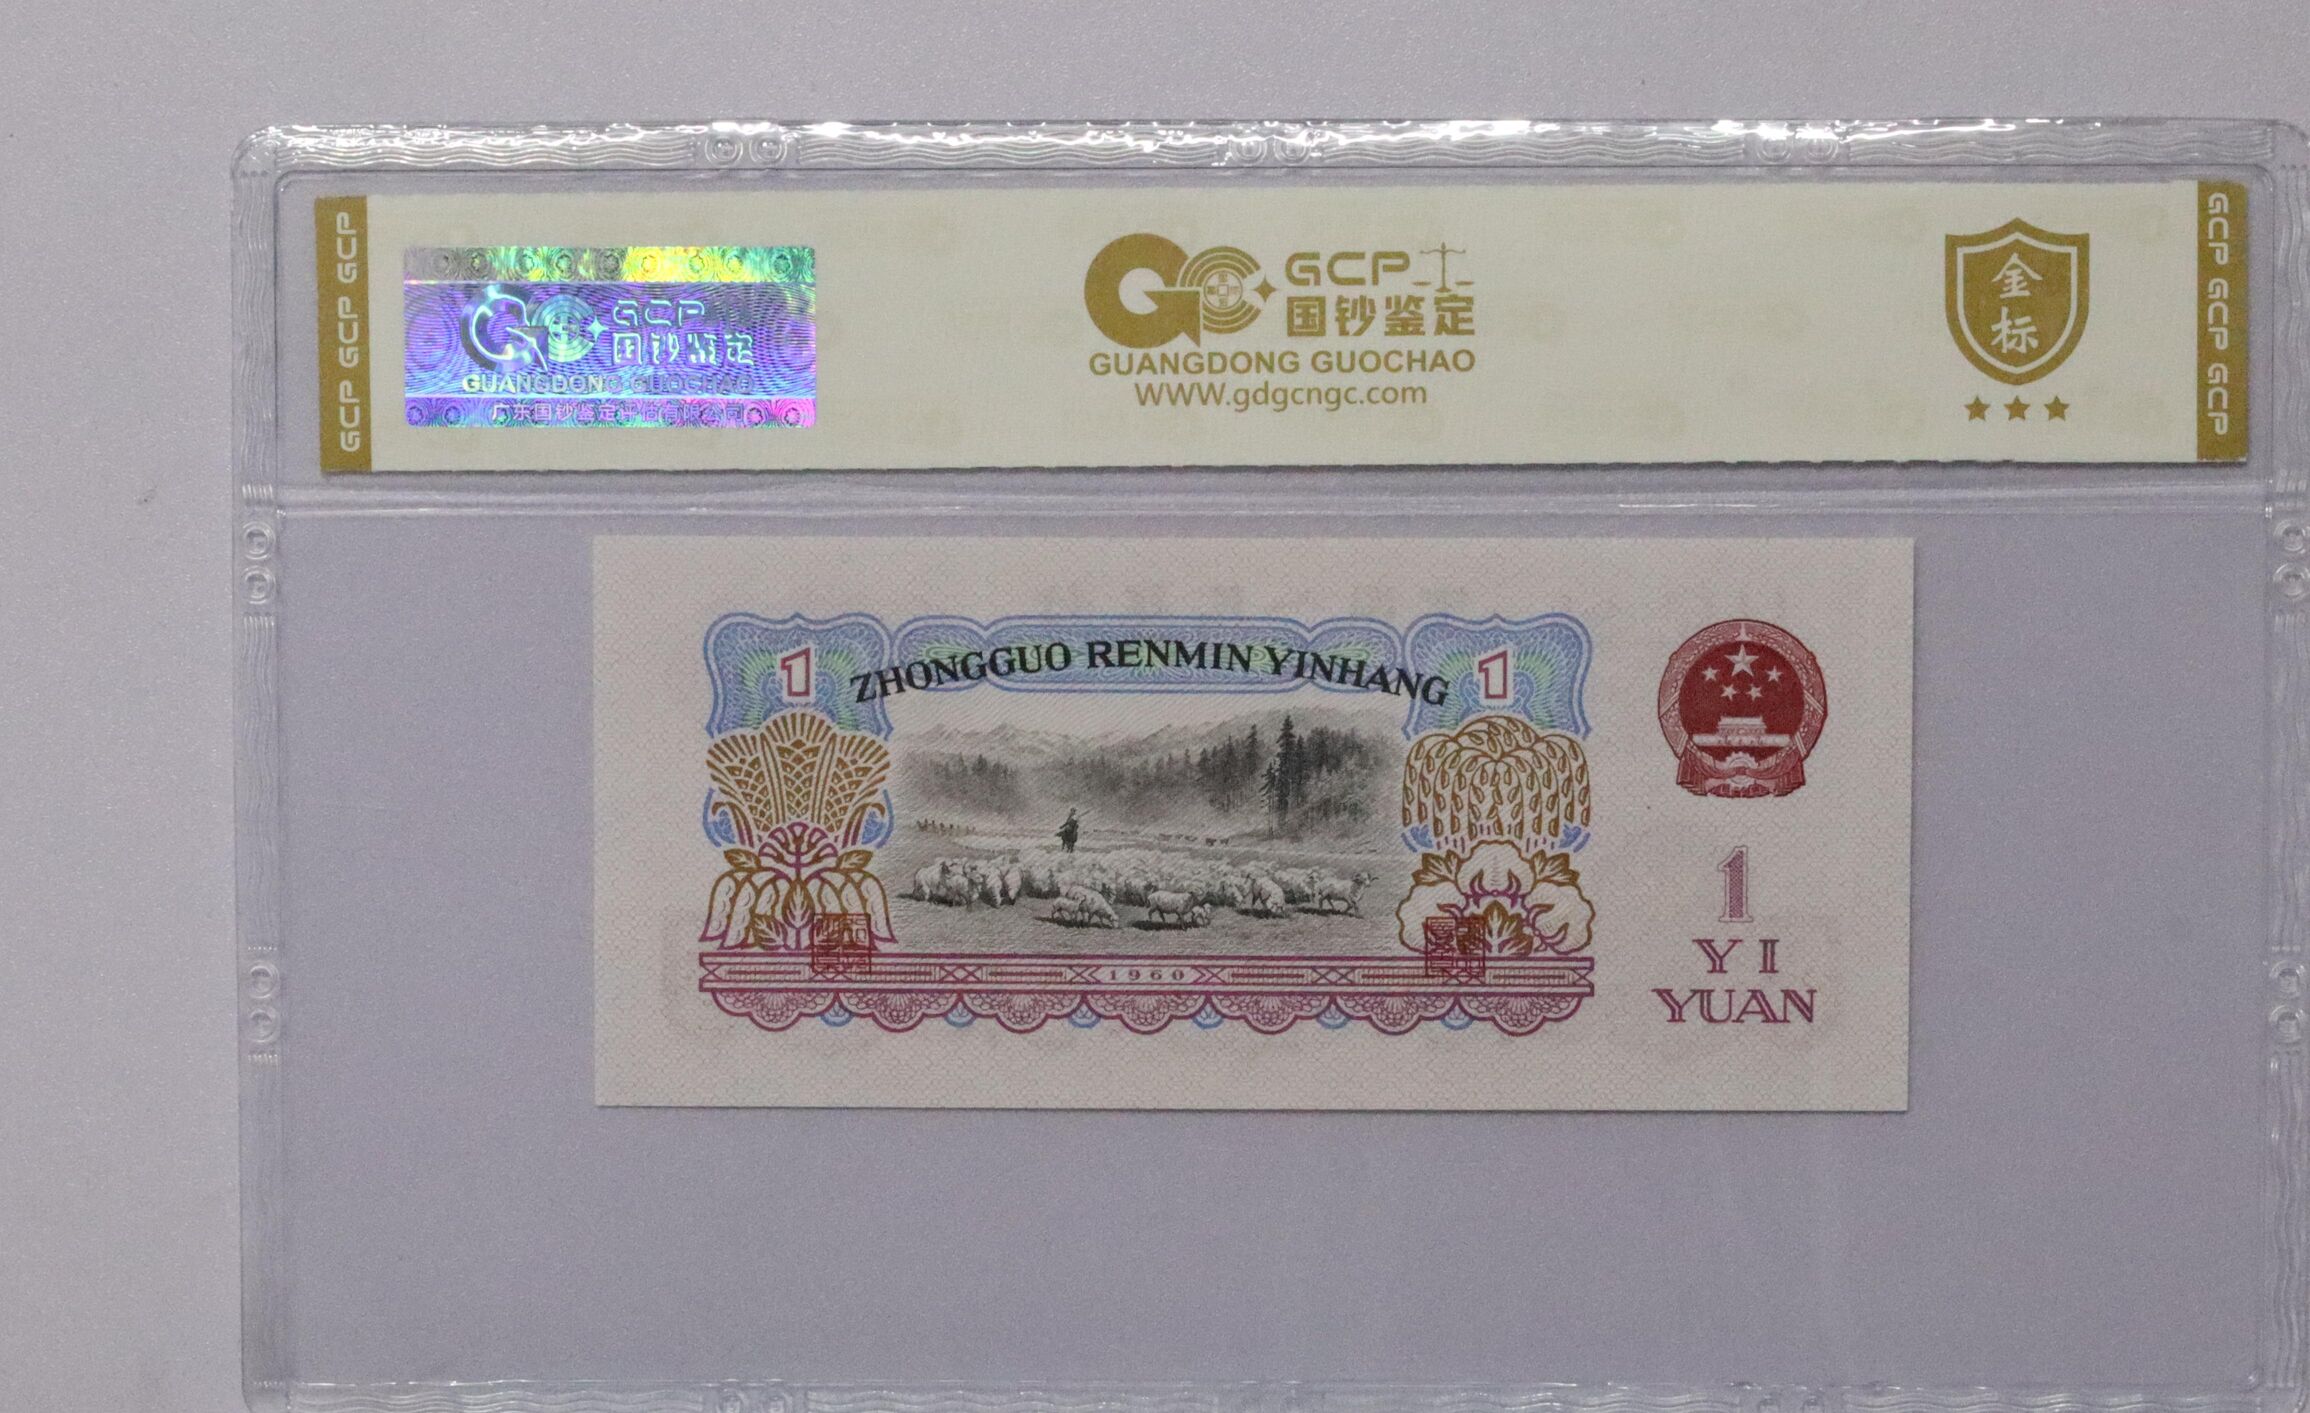 GCP GCP GCP
GCP
国钞鉴定
GUANGDONG GUOCHAO
广东国钞鉴定评估有限公司
GCP
国钞鉴定
GUANGDONG GUOCHAO
WWW.gdgcngc.com
金
标
GCP GCP GCP
1
ZHONGGUO RENMIN YINHANG
1
1960
1
YI
YUAN